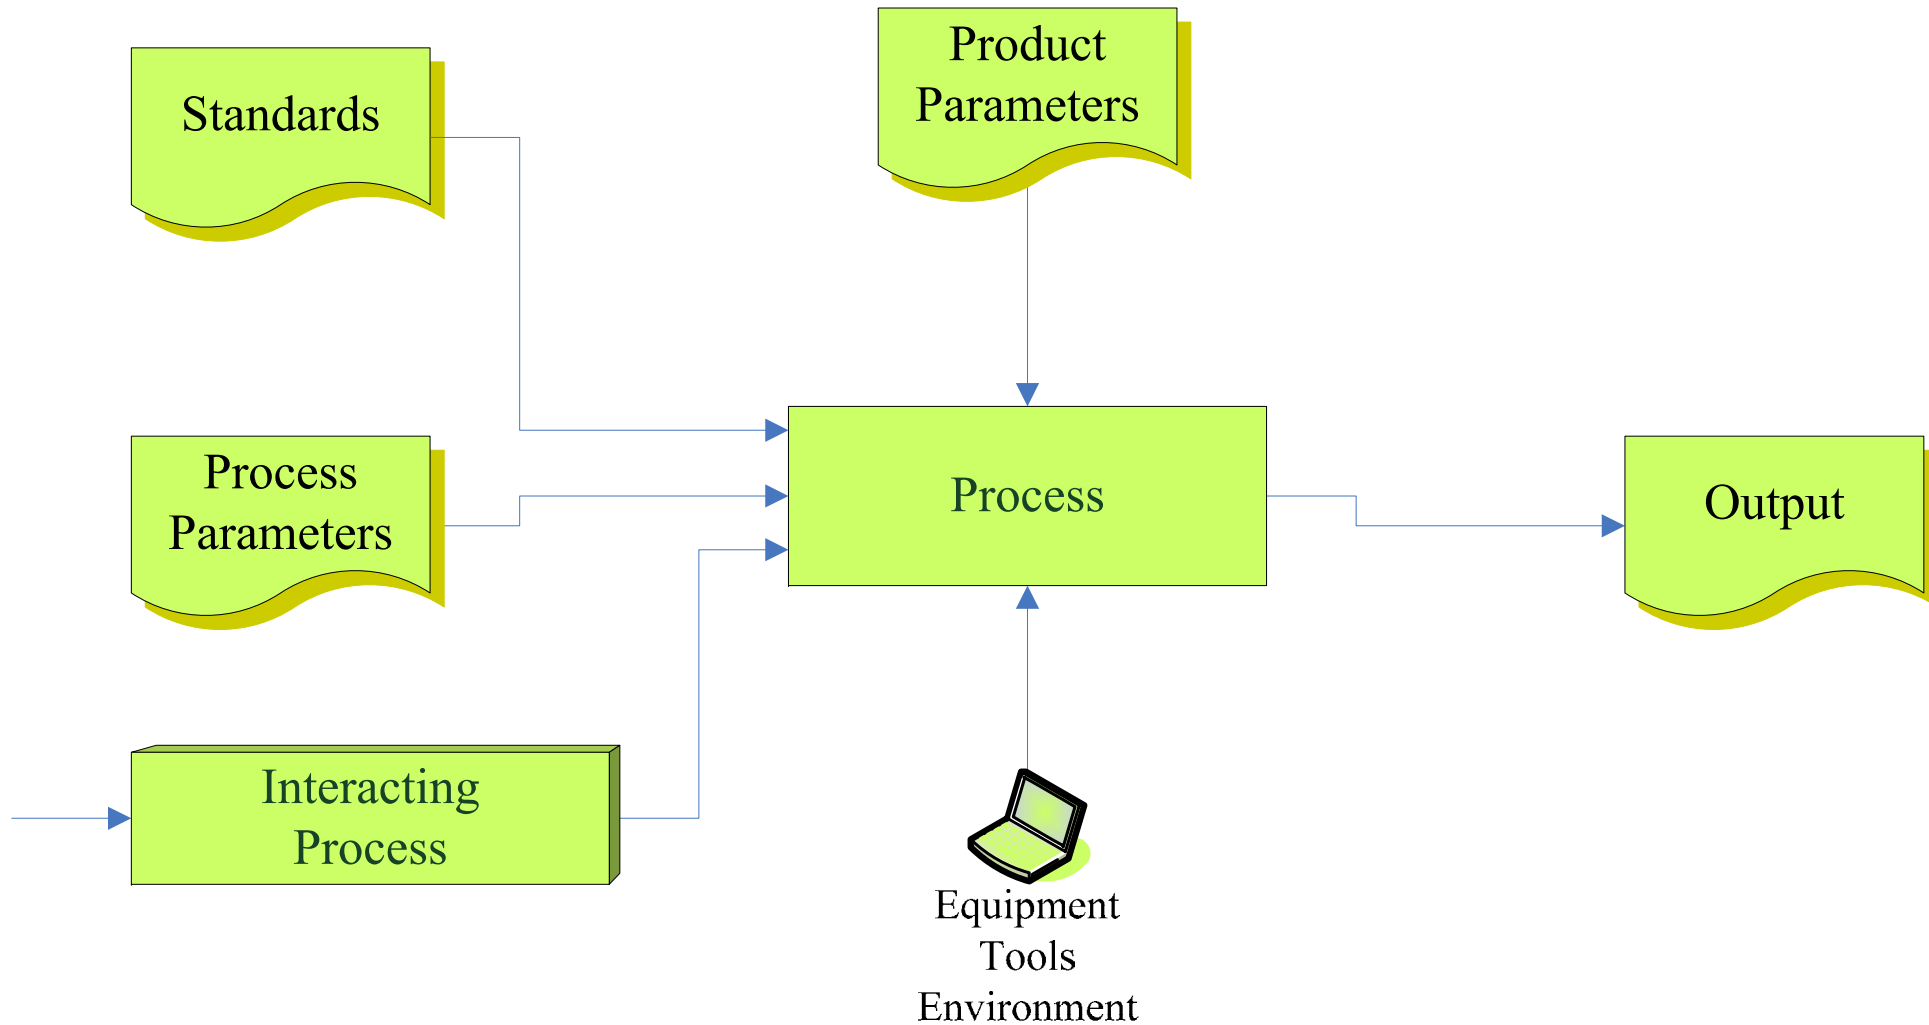 Product
Parameters
Standards
Process
Parameters
Process
Output
Interacting
Process
Equipment
Tools
Environment